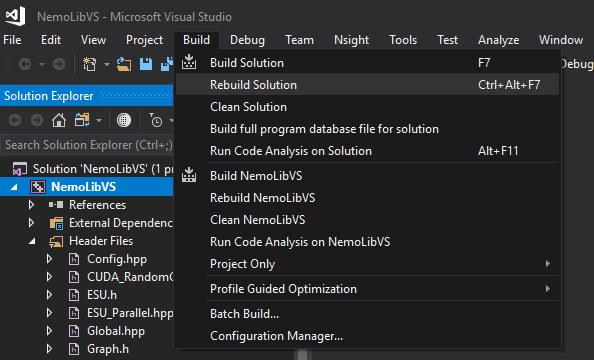 NemoLibVS - Microsoft Visual Studio
File Edit View Project Build Debug Team Nsight Tools Test Analyze Window
Debug
Solution Explorer
Search Solution Explorer (Ctrl+;)
Solution 'NemoLibVS' (1 pr
NemoLibVS
References
External Dependenc
Header Files
Config.hpp
CUDA_Random
ESU.h
ESU_Parallel.hpp
Global.hpp
Graph.h
Build Solution F7
Rebuild Solution Ctrl+Alt+F7
Clean Solution
Build full program database file for solution
Run Code Analysis on Solution Alt+F11
Build NemoLibVS
Rebuild NemoLibVS
Clean NemoLibVS
Run Code Analysis on NemoLibVS
Project Only
Profile Guided Optimization
Batch Build...
Configuration Manager...